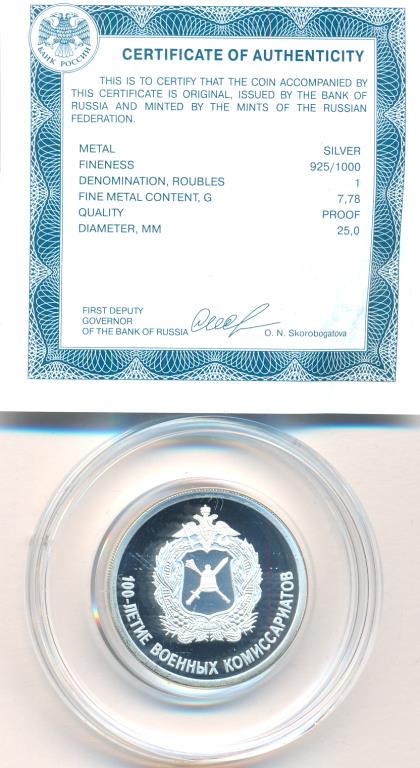 БАНК РОССИИ
CERTIFICATE OF AUTHENTICITY
THIS IS TO CERTIFY THAT THE COIN ACCOMPANIED BY
THIS CERTIFICATE IS ORIGINAL, ISSUED BY THE BANK OF
RUSSIA AND MINTED BY THE MINTS OF THE RUSSIAN
FEDERATION.
METAL SILVER
FINENESS 925/1000
DENOMINATION, ROUBLES 1
FINE METAL CONTENT, G 7,78
QUALITY PROOF
DIAMETER, MM 25,0
FIRST DEPUTY
GOVERNOR
OF THE BANK OF RUSSIA O. N. Skorobogatova
100-ЛЕТИЕ ВОЕННЫХ КОМИССАРИАТОВ